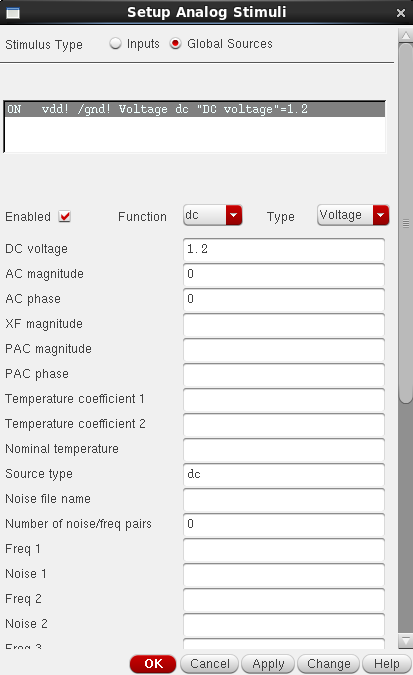 Setup Analog Stimuli
Stimulus Type Inputs Global Sources
ON vdd! /gnd! Voltage dc "DC voltage"=1.2
Enabled Function dc Type Voltage
DC voltage 1.2
AC magnitude 0
AC phase 0
XF magnitude
PAC magnitude
PAC phase
Temperature coefficient 1
Temperature coefficient 2
Nominal temperature
Source type dc
Noise file name
Number of noise/freq pairs 0
Freq 1
Noise 1
Freq 2
Noise 2
Freq 3
OK Cancel Apply Change Help